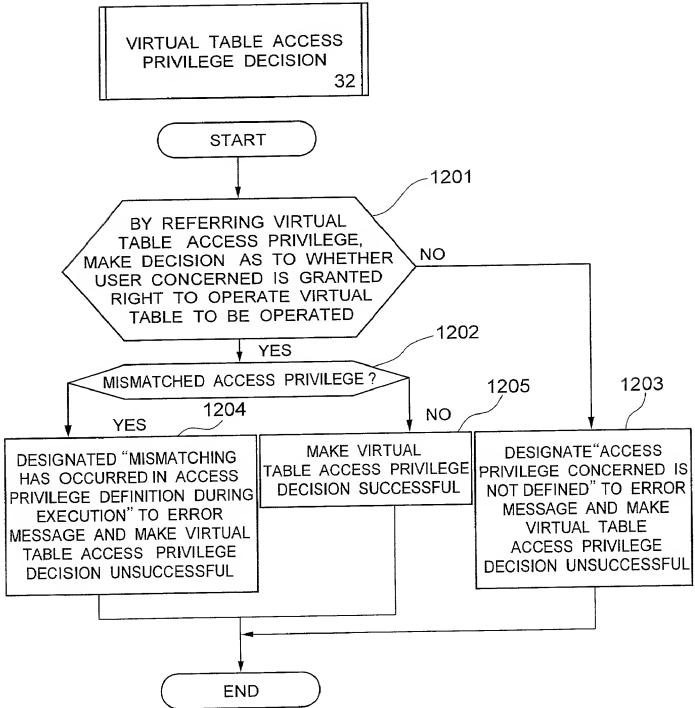 VIRTUAL TABLE ACCESS
PRIVILEGE DECISION
32
START
1201
BY REFERRING VIRTUAL
TABLE ACCESS PRIVILEGE,
MAKE DECISION AS TO WHETHER
USER CONCERNED IS GRANTED
RIGHT TO OPERATE VIRTUAL
TABLE TO BE OPERATED
NO
YES
1202
MISMATCHED ACCESS PRIVILEGE ?
YES
1204
NO
1205
1203
DESIGNATED "MISMATCHING
HAS OCCURRED IN ACCESS
PRIVILEGE DEFINITION DURING
EXECUTION" TO ERROR
MESSAGE AND MAKE VIRTUAL
TABLE ACCESS PRIVILEGE
DECISION UNSUCCESSFUL
MAKE VIRTUAL
TABLE ACCESS PRIVILEGE
DECISION SUCCESSFUL
DESIGNATE "ACCESS
PRIVILEGE CONCERNED IS
NOT DEFINED" TO ERROR
MESSAGE AND MAKE
VIRTUAL TABLE
ACCESS PRIVILEGE
DECISION UNSUCCESSFUL
END